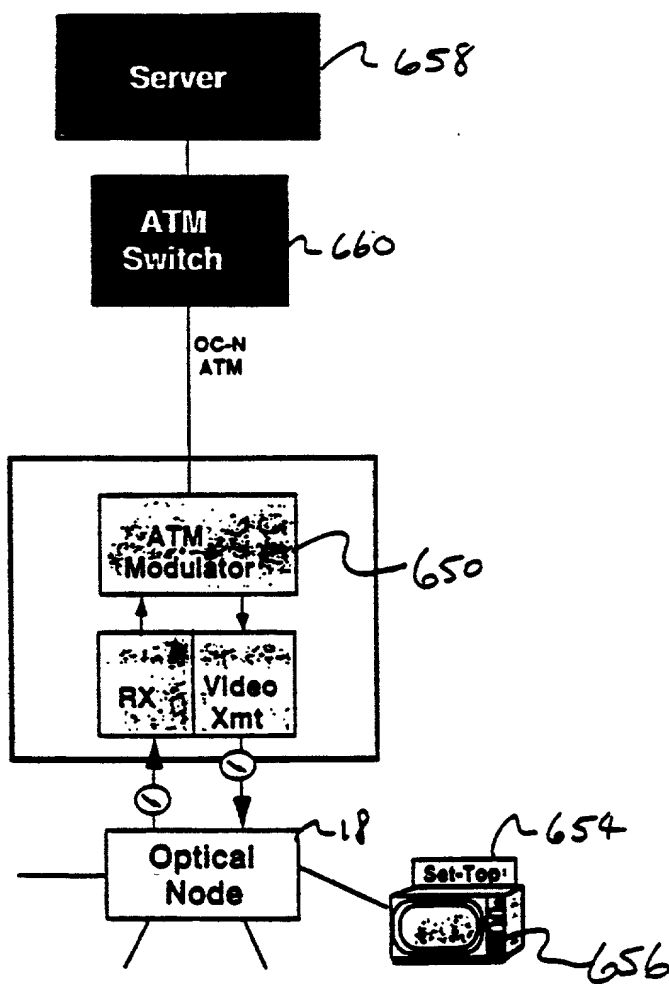 Server
658
ATM
Switch
660
OC-N
ATM
ATM
Modulator
650
RX
Video
Xmt
18
Optical
Node
654
Set-Top
656